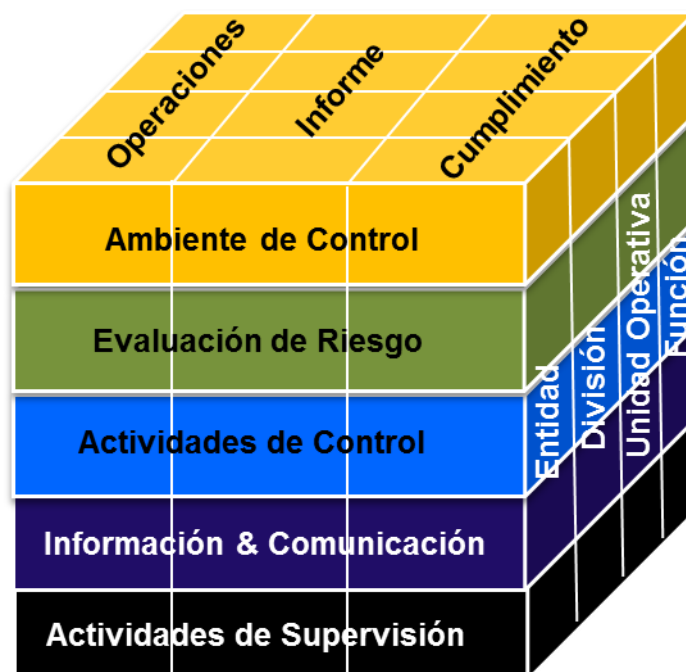 Operaciones
Informe
Cumplimiento
Ambiente de Control
Evaluación de Riesgo
Actividades de Control
Información & Comunicación
Actividades de Supervisión
Entidad
División
Unidad Operativa
Función